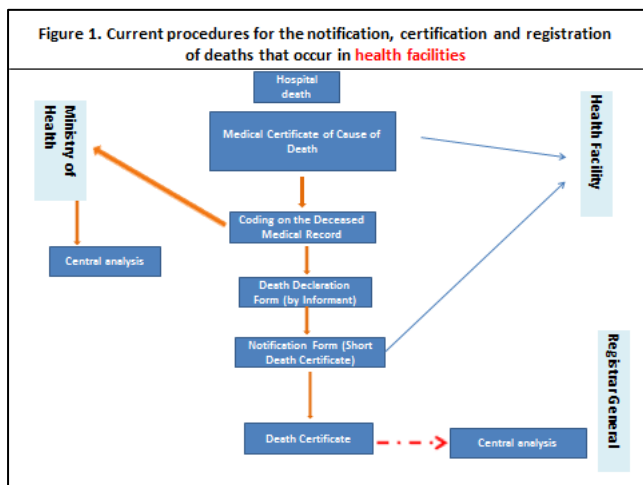 Figure 1. Current procedures for the notification, certification and registration
of deaths that occur in health facilities
Hospital
death
Ministry of
Health
Medical Certificate of Cause of
Death
Health Facility
Coding on the Deceased
Medical Record
Central analysis
Death Declaration
Form (by Informant)
Notification Form (Short
Death Certificate)
Registrar General
Death Certificate
Central analysis